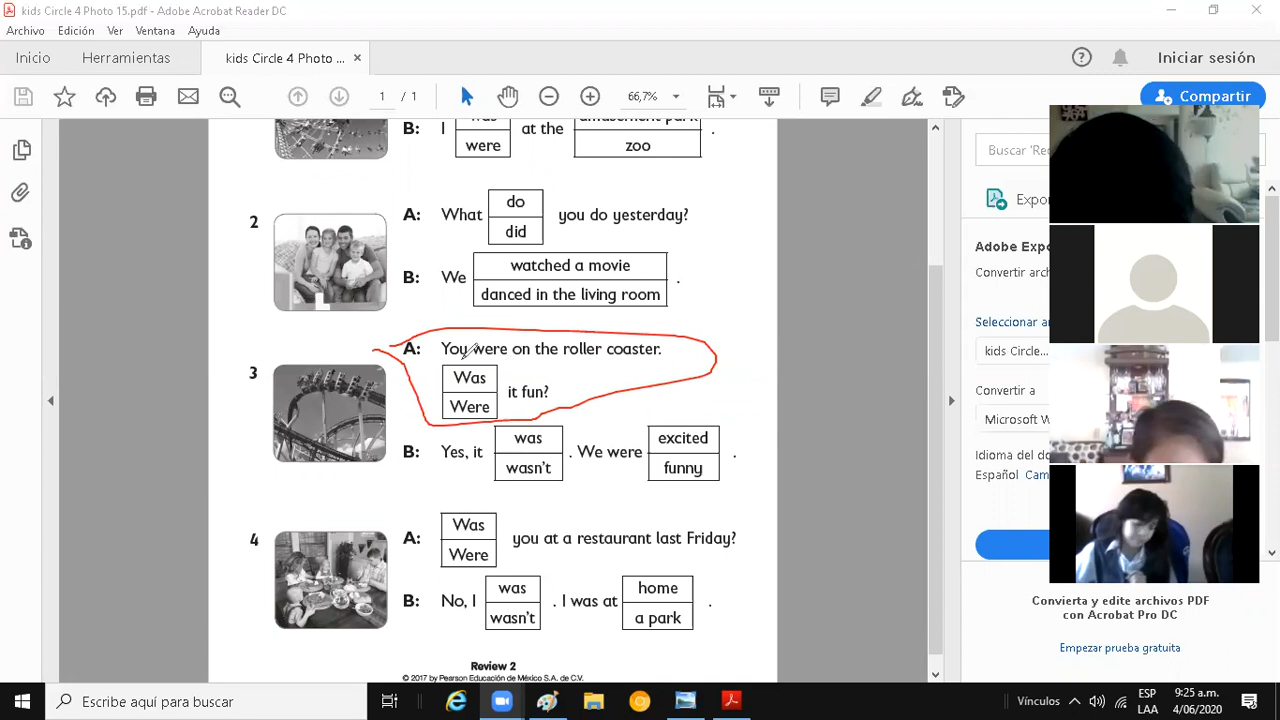 kids Circle 4 Photo 15.pdf - Adobe Acrobat Reader DC
Archivo Edición Ver Ventana Ayuda
Inicio Herramientas kids Circle 4 Photo ... × Iniciar sesión
1 / 1 66,7% Compartir
was amusement park
B: I at the .
were zoo
2 A: What do you do yesterday?
did
B: We watched a movie .
danced in the living room
3 A: You were on the roller coaster.
Was it fun?
Were
B: Yes, it was . We were excited .
wasn't funny
4 A: Was you at a restaurant last Friday?
Were
B: No, I was . I was at home .
wasn't a park
Review 2
© 2017 by Pearson Educación de México S.A. de C.V.
Buscar 'Re
Expor
Adobe Expo
Convertir arch
Seleccionar ar
kids Circle...
Convertir a
Microsoft W
Idioma del do
Español Cam
Convierta y edite archivos PDF
con Acrobat Pro DC
Empezar prueba gratuita
Escribe aquí para buscar
Vínculos ESP 9:25 a.m.
LAA 4/06/2020